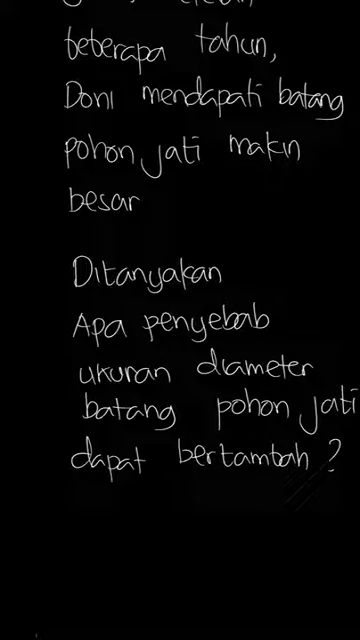 beberapa tahun,
Doni mendapati batang
pohon jati makin
besar
Ditanyakan
Apa penyebab
ukuran diameter
batang pohon jati
dapat bertambah?